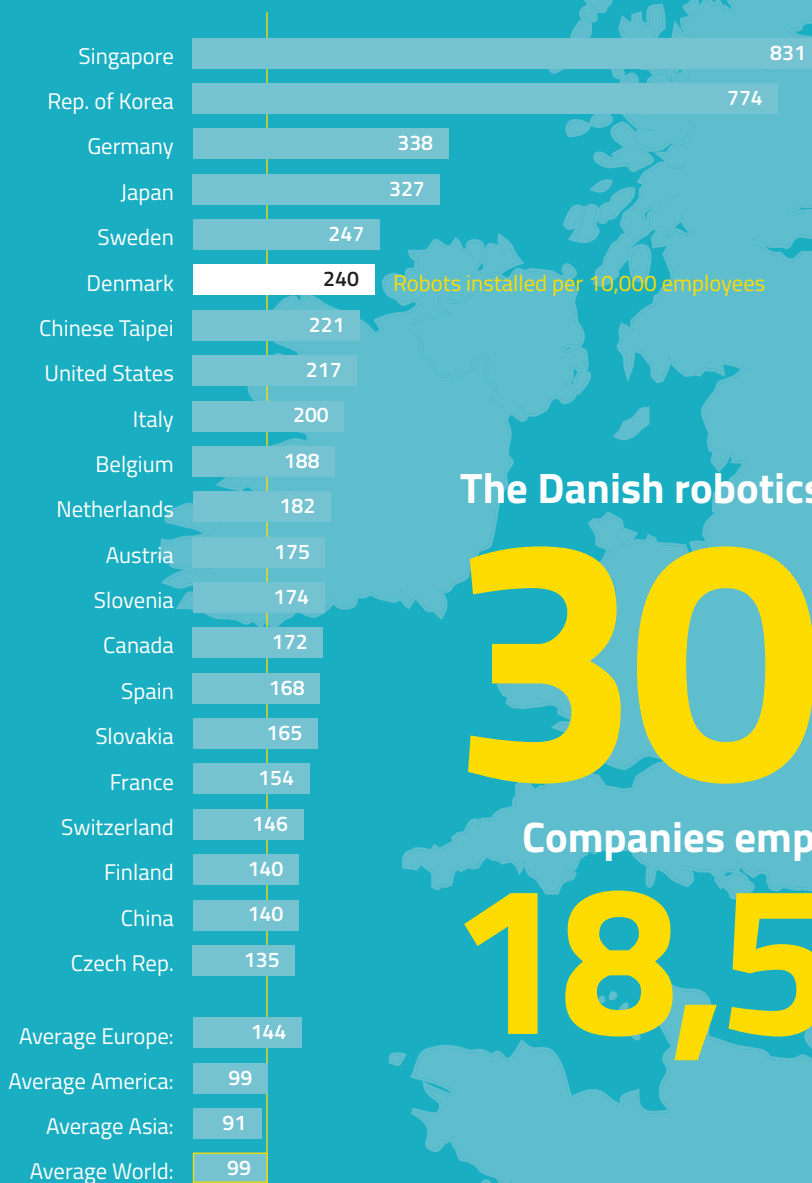 Singapore 831
Rep. of Korea 774
Germany 338
Japan 327
Sweden 247
Denmark 240 Robots installed per 10,000 employees
Chinese Taipei 221
United States 217
Italy 200
Belgium 188
Netherlands 182
Austria 175
Slovenia 174
Canada 172
Spain 168
Slovakia 165
France 154
Switzerland 146
Finland 140
China 140
Czech Rep. 135
Average Europe: 144
Average America: 99
Average Asia: 91
Average World: 99
The Danish robotics
30
Companies emp
18,5